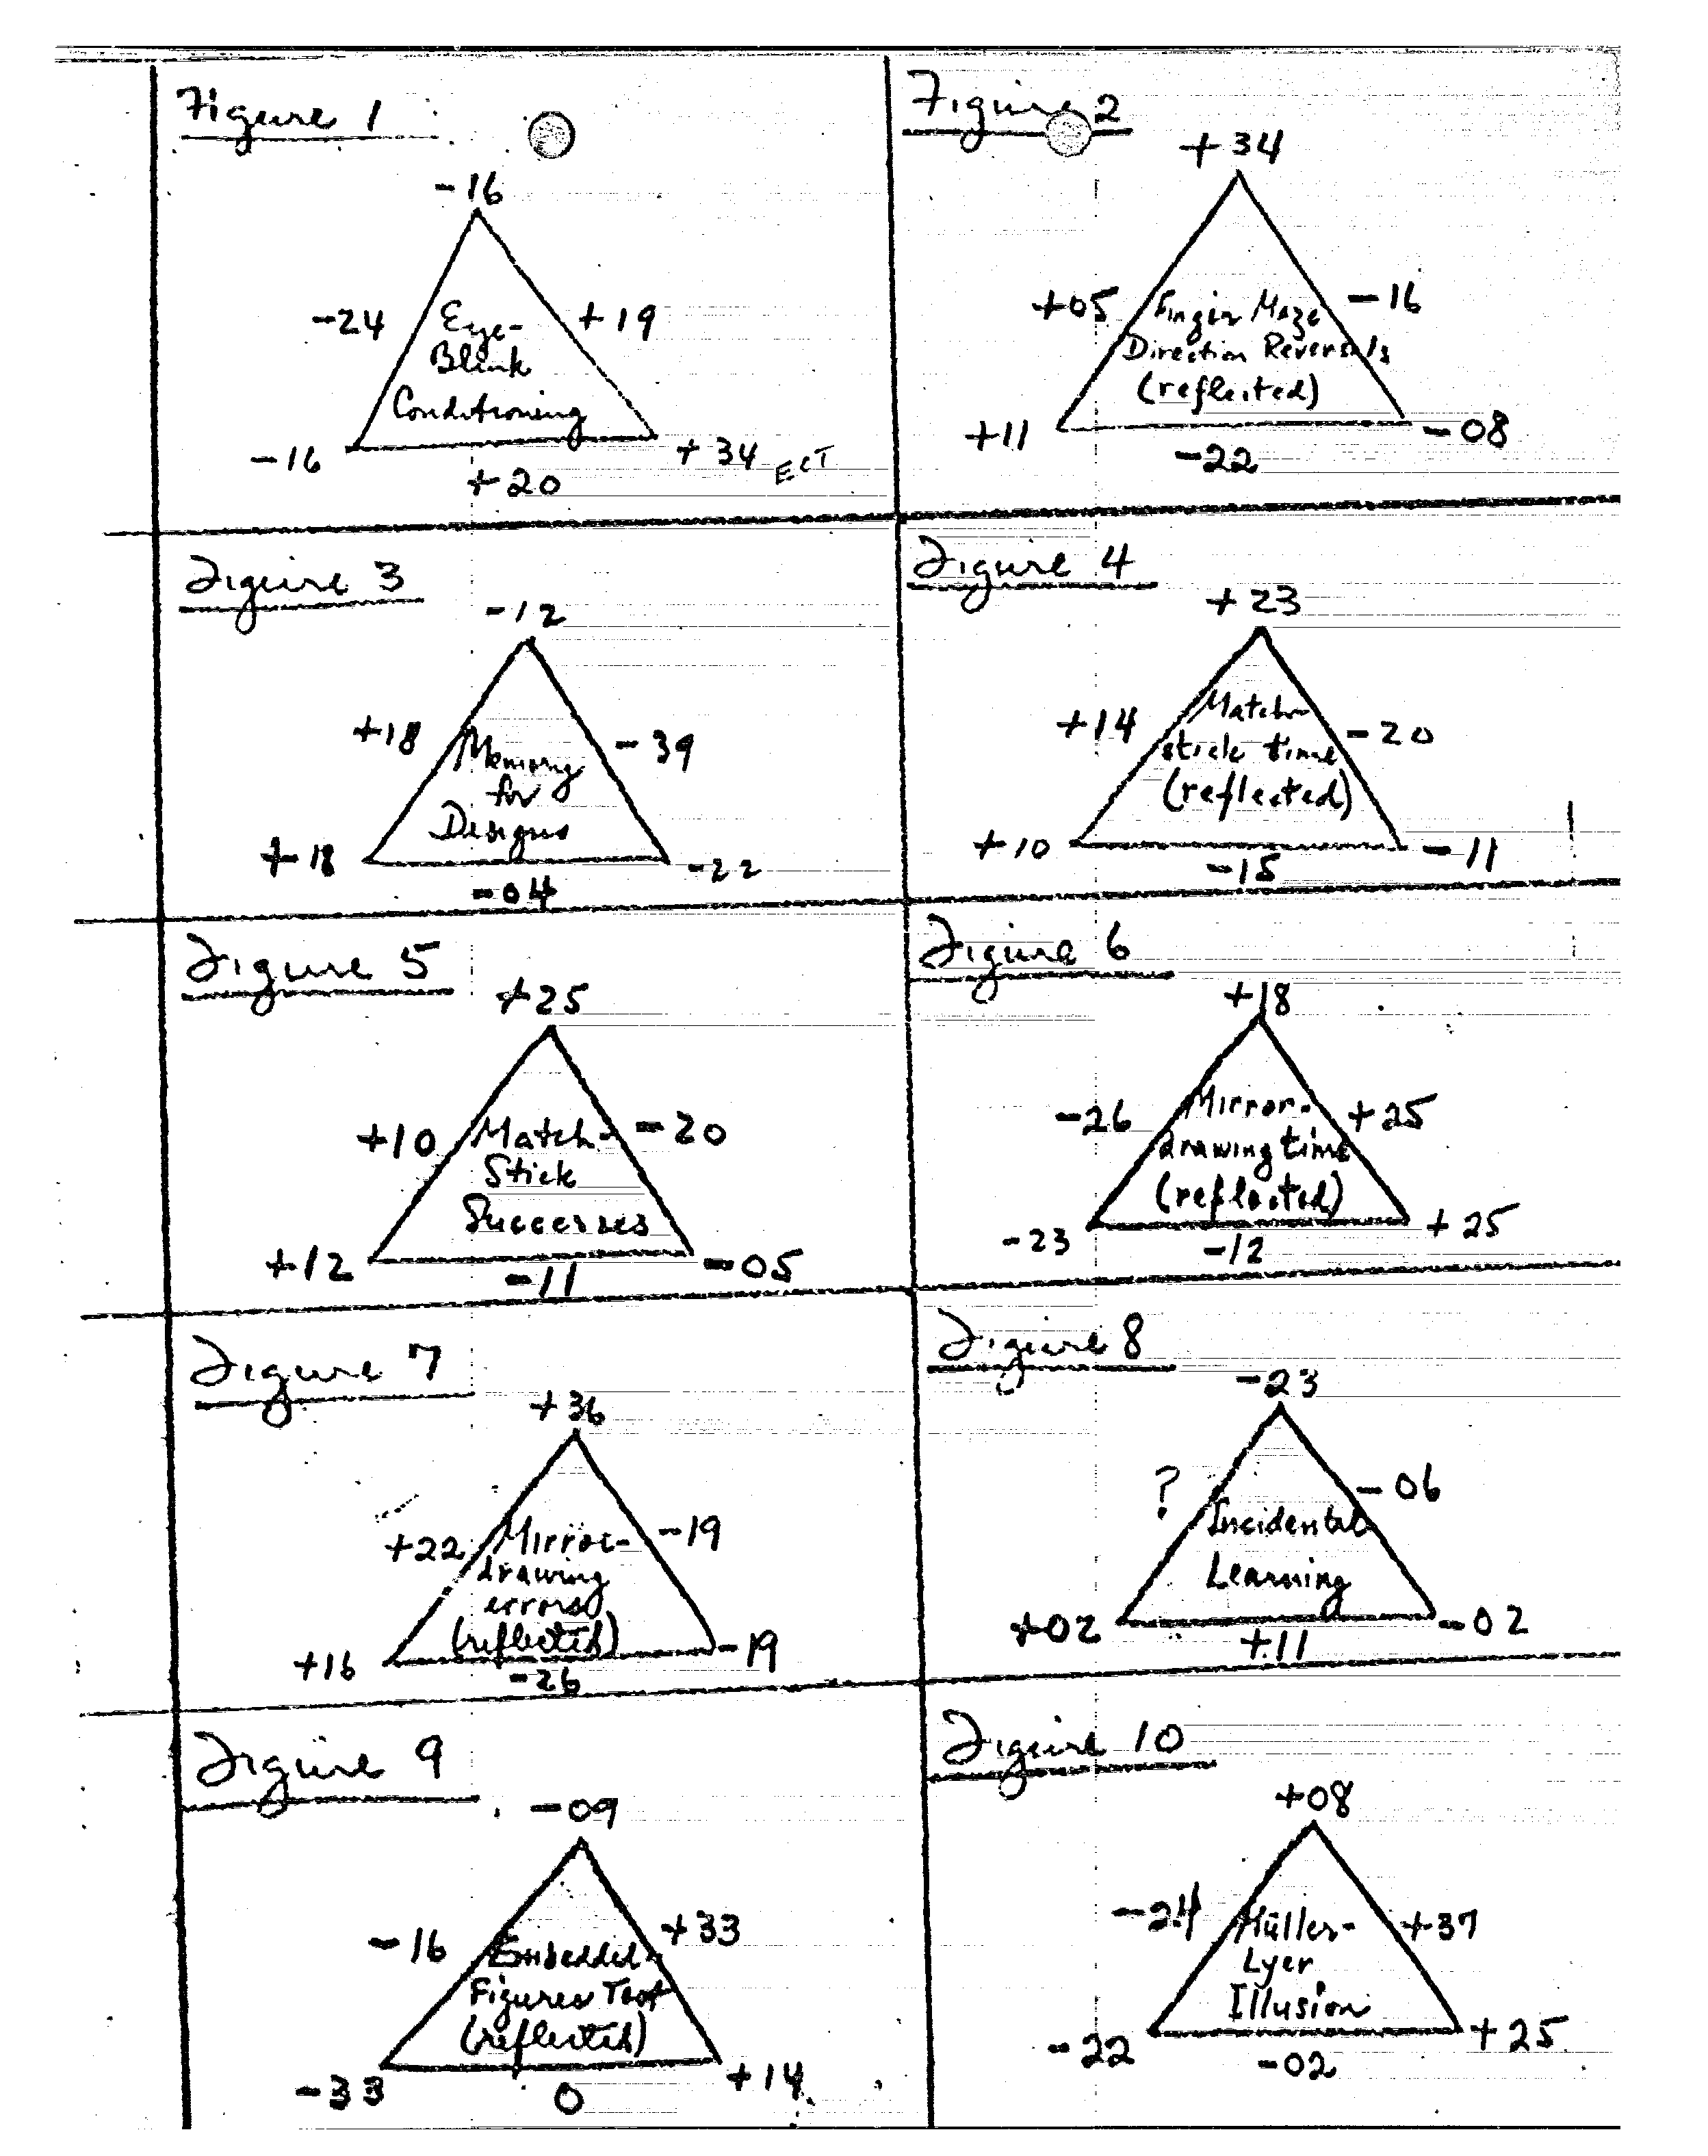 Figure 1
-16
-24
+19
Eye-
Blink
Conditioning
-16
+34 ECT
+20
Figure 2
+34
+05
-16
Finger Maze
Direction Reversals
(reflected)
+11
-08
-22
Figure 3
-12
+18
-39
Memory
for
Designs
+18
-22
-04
Figure 4
+23
+14
-20
Match-
stick time
(reflected)
+10
-11
-15
Figure 5
+25
+10
-20
Match-
Stick
Successes
+12
-05
-11
Figure 6
+18
-26
+25
Mirror-
drawing time
(reflected)
-23
+25
-12
Figure 7
+36
+22
-19
Mirror-
drawing
errors
(reflected)
+16
-19
-26
Figure 8
-23
?
-06
Incidental
Learning
+02
-02
+11
Figure 9
-09
-16
+33
Embedded-
Figures Test
(reflected)
-33
+14
0
Figure 10
+08
-24
+37
Müller-
Lyer
Illusion
-22
+25
-02